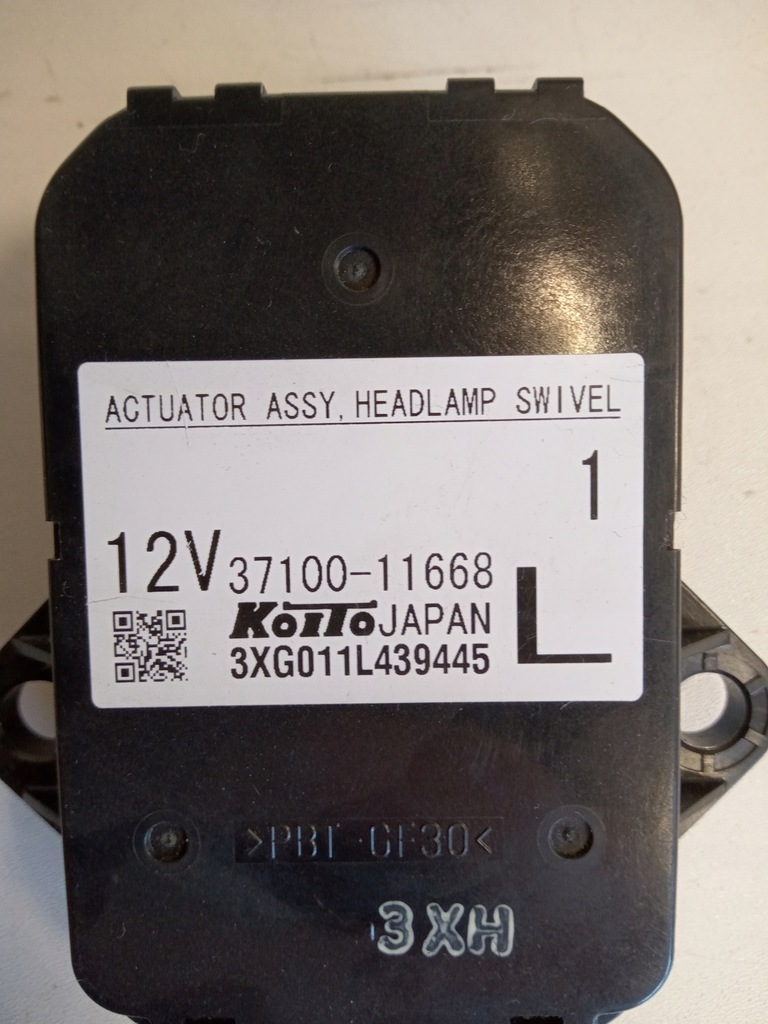 ACTUATOR ASSY, HEADLAMP SWIVEL
1
12V 37100-11668
KOITO JAPAN
L
3XG011L439445
>PBT-GF30<
3XH